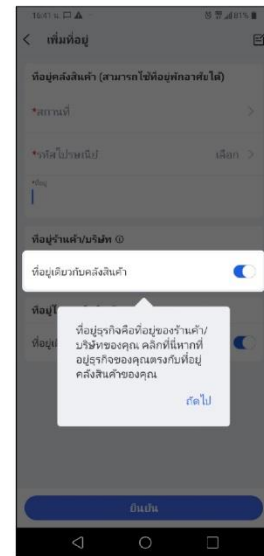 เพิ่มที่อยู่
ที่อยู่คลังสินค้า (สามารถใช้ที่อยู่พักอาศัยได้)
*สถานที่
*รหัสไปรษณีย์ เลือก
*ที่อยู่
ที่อยู่ร้านค้า/บริษัท
ที่อยู่เดียวกับคลังสินค้า
ที่อยู่
ธุรกิจคือที่อยู่ของร้านค้า/
บริษัทของคุณ คลิกที่นี่หากที่
อยู่ธุรกิจของคุณตรงกับที่อยู่
คลังสินค้าของคุณ
ถัดไป
ยืนยัน